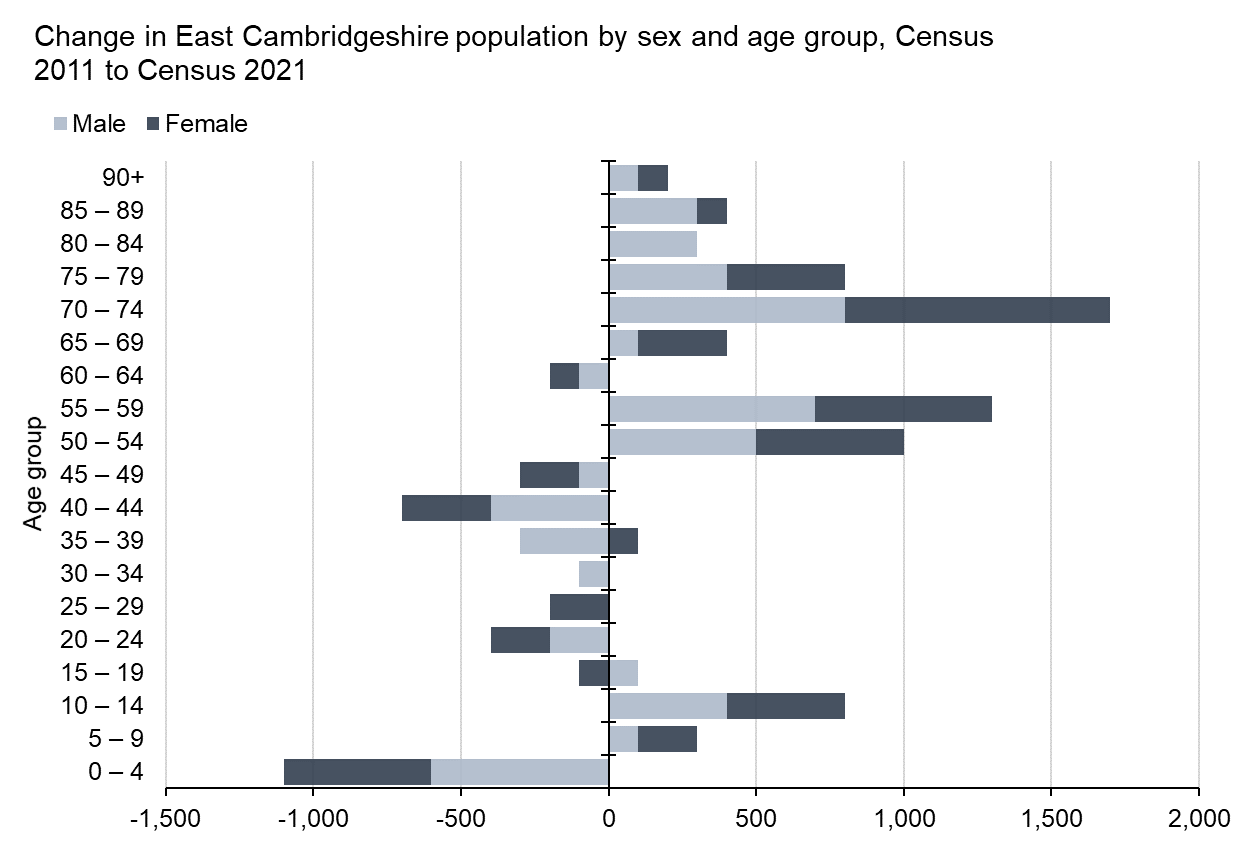 Change in East Cambridgeshire population by sex and age group, Census
2011 to Census 2021
Male Female
90+
85 – 89
80 – 84
75 – 79
70 – 74
65 – 69
60 – 64
55 – 59
50 – 54
45 – 49
40 – 44
35 – 39
30 – 34
25 – 29
20 – 24
15 – 19
10 – 14
5 – 9
0 – 4
Age group
-1,500 -1,000 -500 0 500 1,000 1,500 2,000